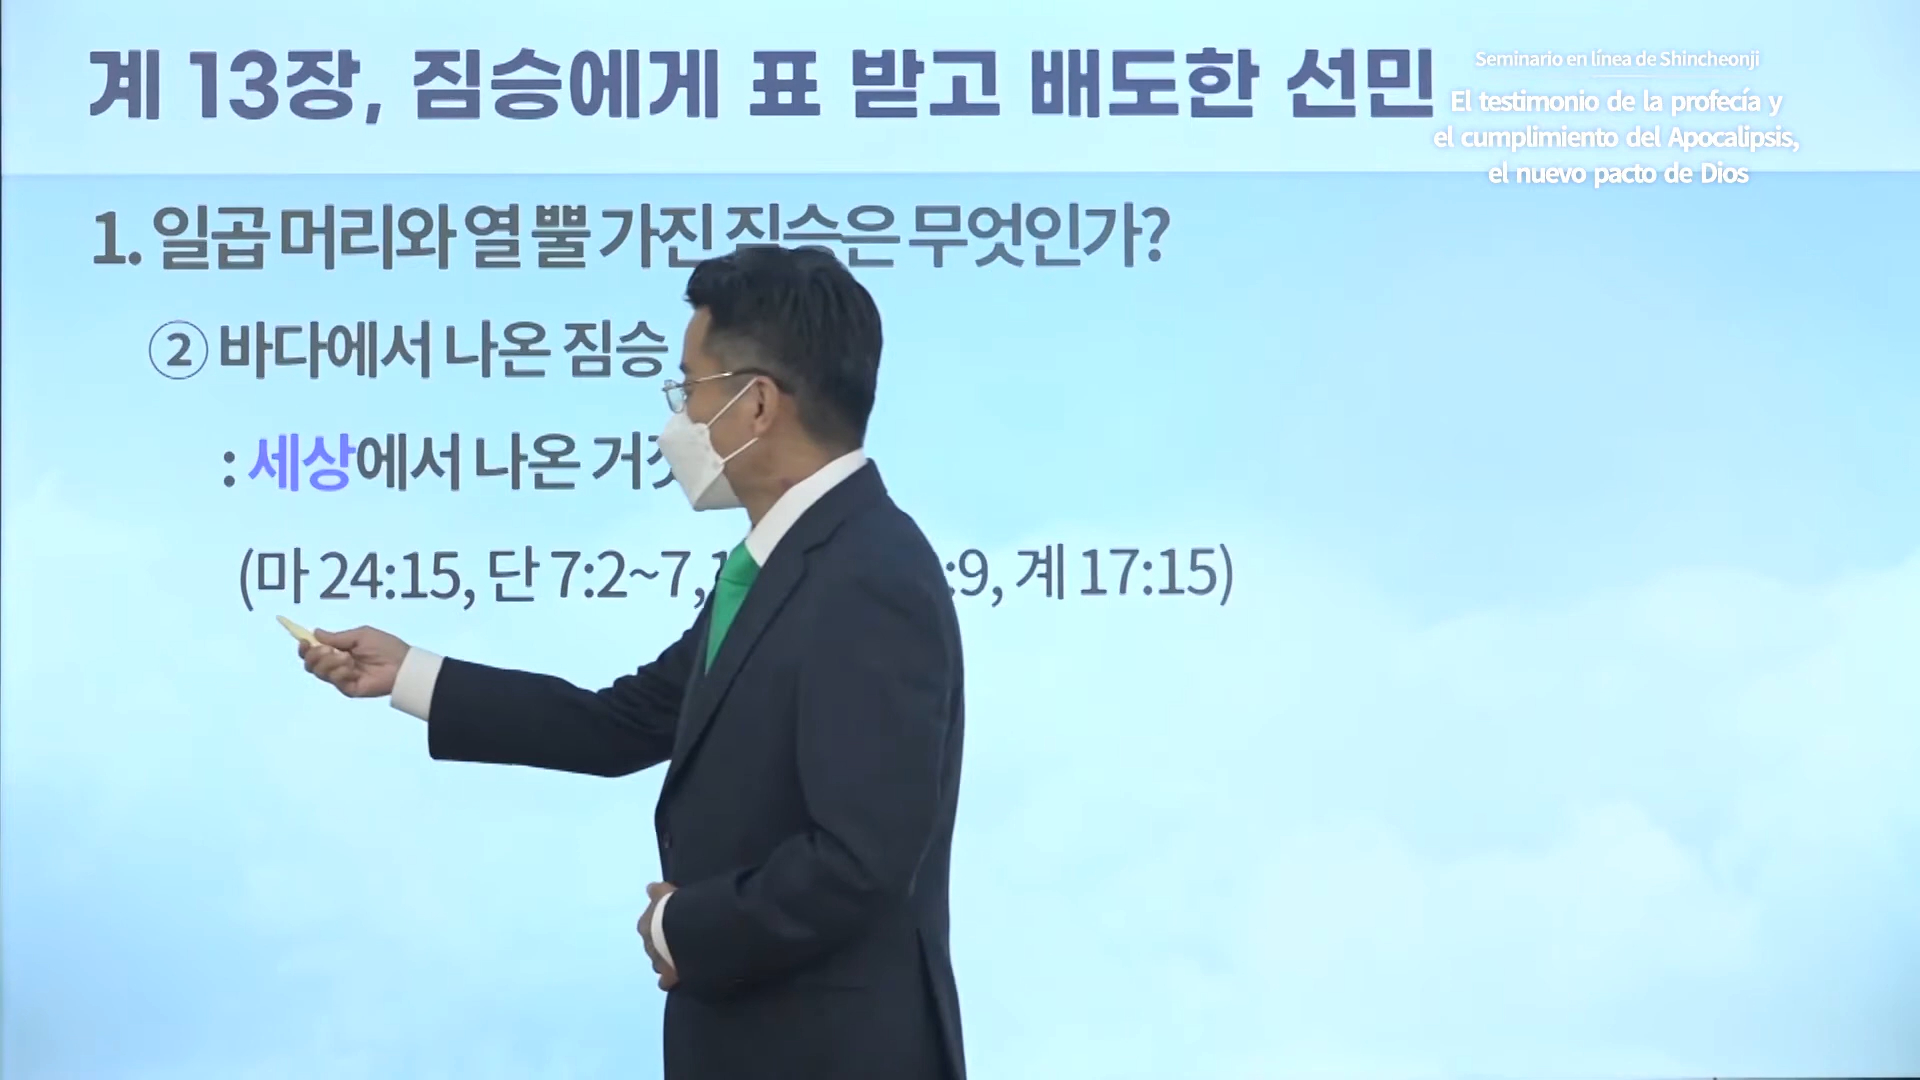 계 13장, 짐승에게 표 받고 배도한 선민
Seminario en línea de Shincheonji
El testimonio de la profecía y
el cumplimiento del Apocalipsis,
el nuevo pacto de Dios
1. 일곱 머리와 열 뿔 가진 짐승은 무엇인가?
② 바다에서 나온 짐승
: 세상에서 나온
(마 24:15, 단 7:2~7, :9, 계 17:15)